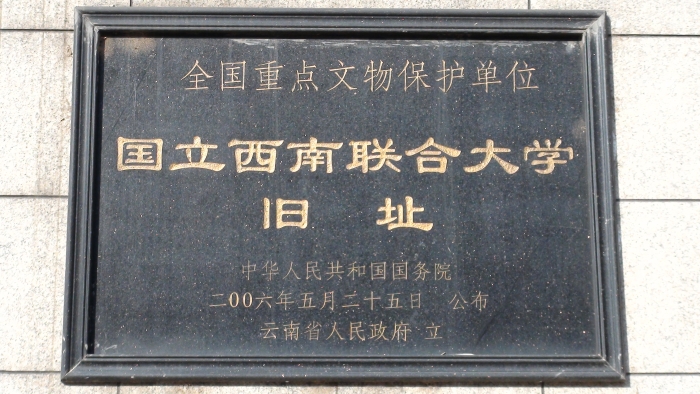 全国重点文物保护单位
国立西南联合大学
旧 址
中华人民共和国国务院
二〇〇六年五月二十五日 公布
云南省人民政府 立